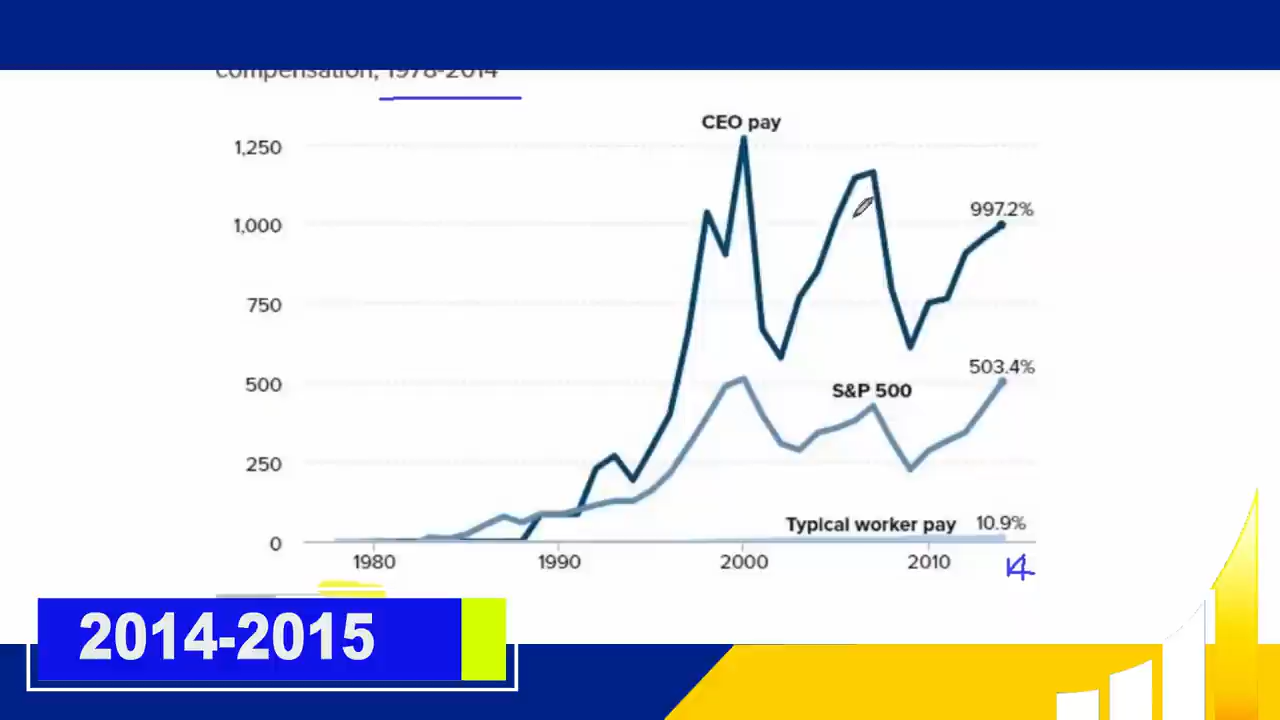 compensation, 1978-2014
CEO pay
1,250
997.2%
1,000
750
503.4%
500
S&P 500
250
Typical worker pay 10.9%
0
1980 1990 2000 2010 14
2014-2015